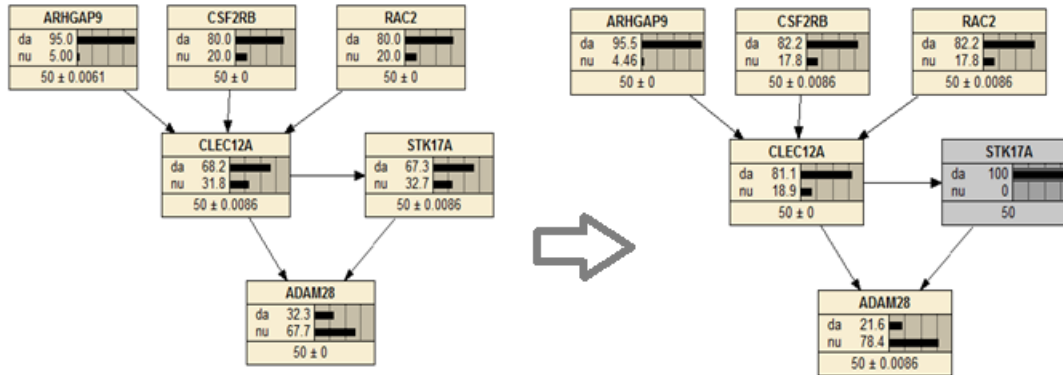 ARHGAP9
da 95.0
nu 5.00
50 ± 0.0061
CSF2RB
da 80.0
nu 20.0
50 ± 0
RAC2
da 80.0
nu 20.0
50 ± 0
CLEC12A
da 68.2
nu 31.8
50 ± 0.0086
STK17A
da 67.3
nu 32.7
50 ± 0.0086
ADAM28
da 32.3
nu 67.7
50 ± 0
ARHGAP9
da 95.5
nu 4.46
50 ± 0
CSF2RB
da 82.2
nu 17.8
50 ± 0.0086
RAC2
da 82.2
nu 17.8
50 ± 0.0086
CLEC12A
da 81.1
nu 18.9
50 ± 0
STK17A
da 100
nu 0
50
ADAM28
da 21.6
nu 78.4
50 ± 0.0086